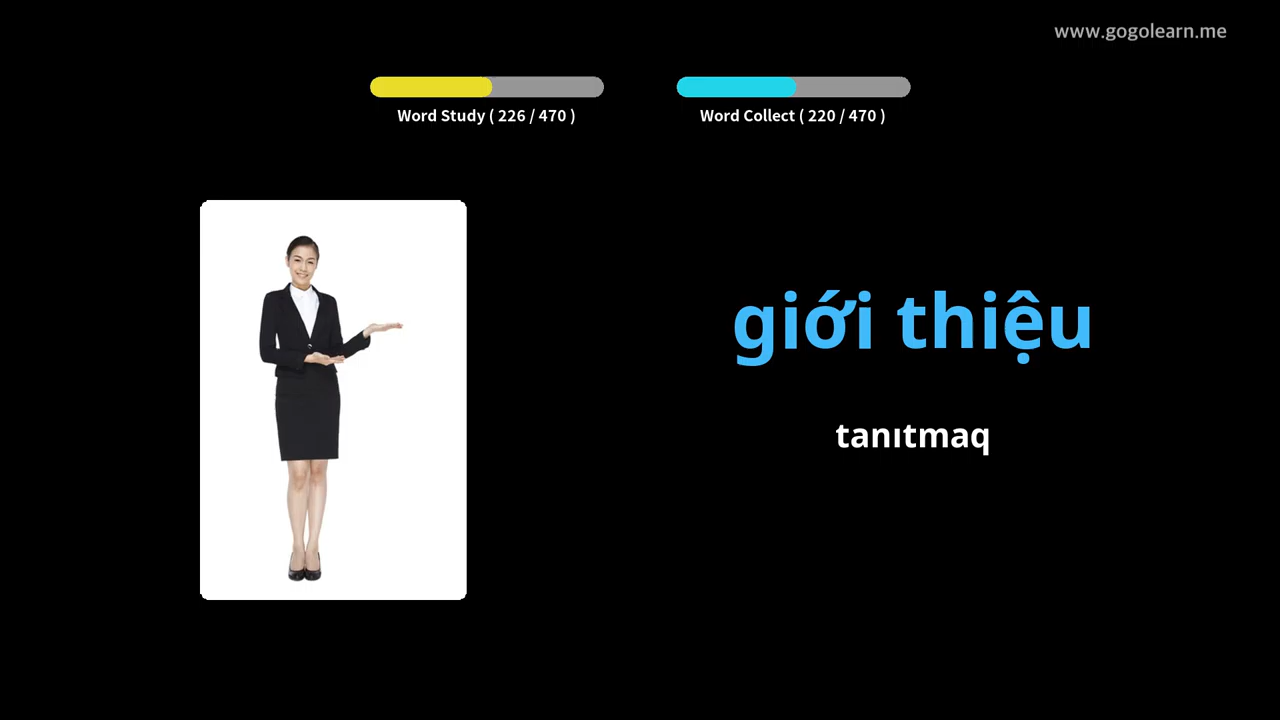 www.gogolearn.me
Word Study ( 226 / 470 )
Word Collect ( 220 / 470 )
giới thiệu
tanıtmaq